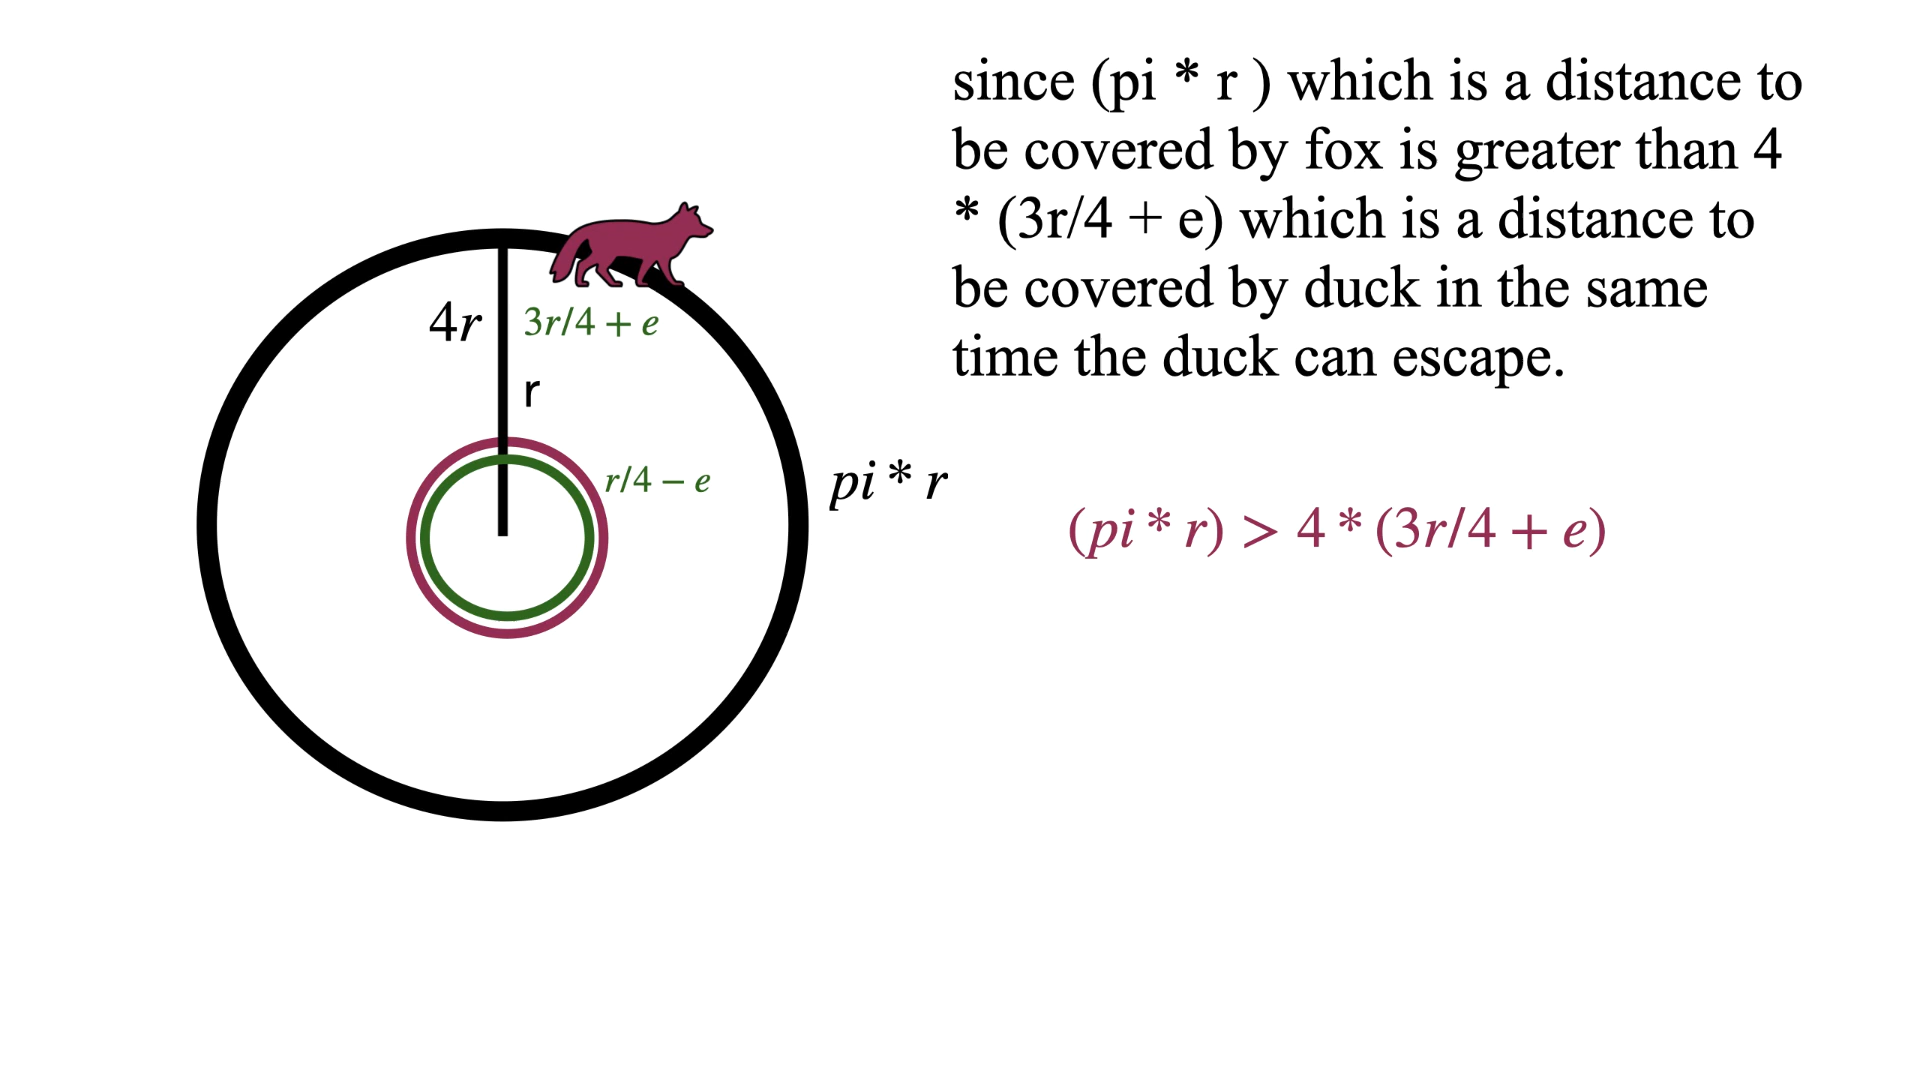 since (pi * r ) which is a distance to
be covered by fox is greater than 4
* (3r/4 + e) which is a distance to
be covered by duck in the same
time the duck can escape.
4r
3r/4 + e
r
r/4 − e
pi * r
(pi * r) > 4 * (3r/4 + e)